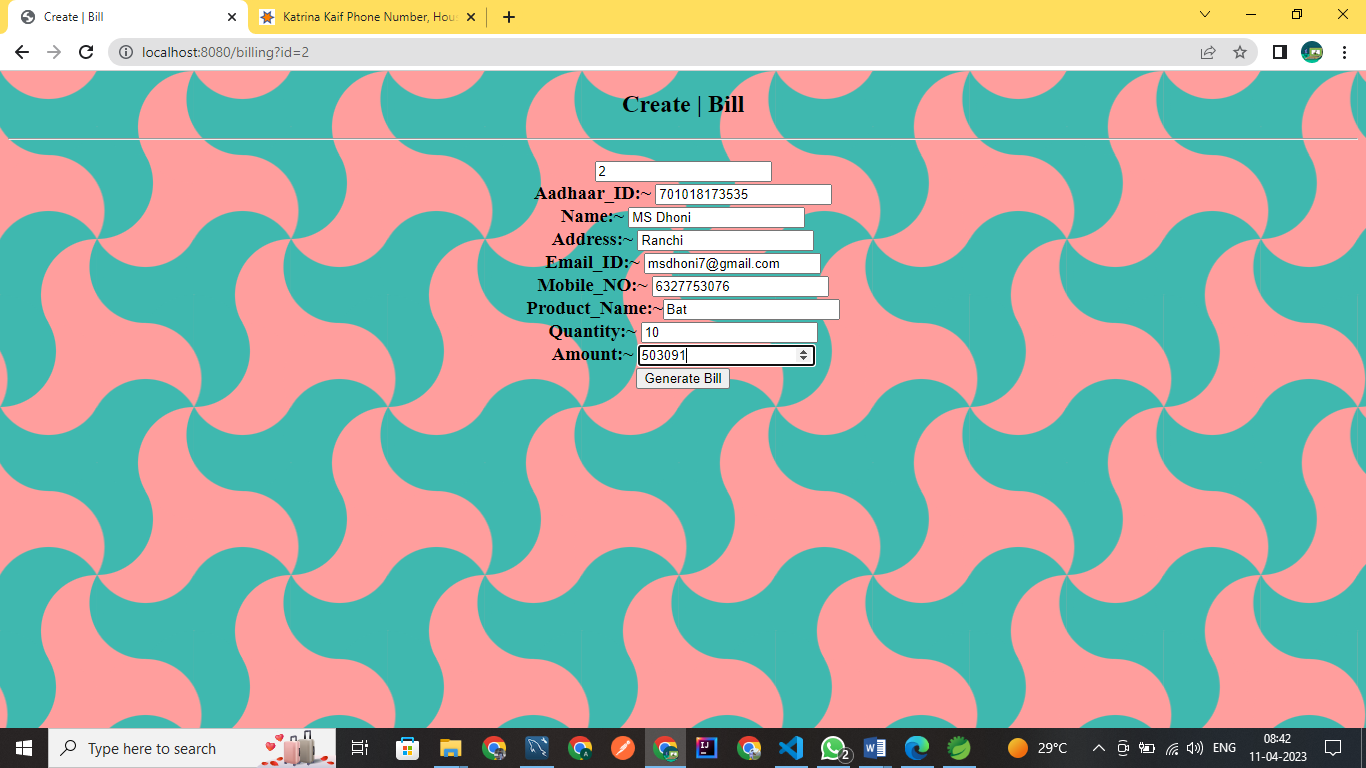 Create | Bill
Katrina Kaif Phone Number, Hou
localhost:8080/billing?id=2
Create | Bill
2
Aadhaar_ID:~ 701018173535
Name:~ MS Dhoni
Address:~ Ranchi
Email_ID:~ msdhoni7@gmail.com
Mobile_NO:~ 6327753076
Product_Name:~ Bat
Quantity:~ 10
Amount:~ 503091
Generate Bill
Type here to search
2
29°C
ENG
08:42
11-04-2023